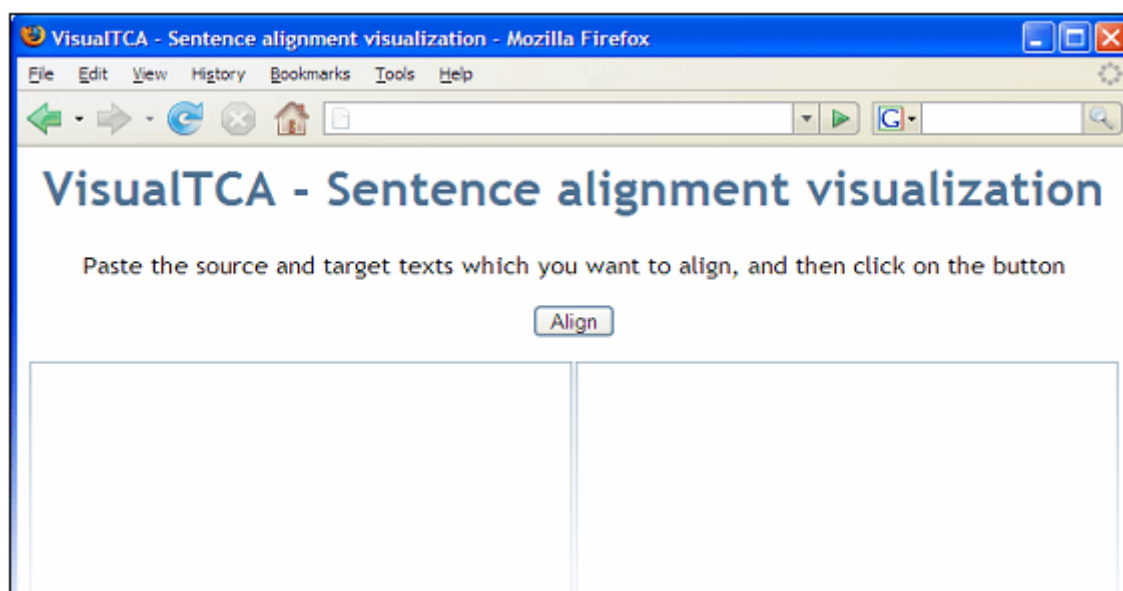 VisualTCA - Sentence alignment visualization - Mozilla Firefox
File Edit View History Bookmarks Tools Help
G
VisualTCA - Sentence alignment visualization
Paste the source and target texts which you want to align, and then click on the button
Align